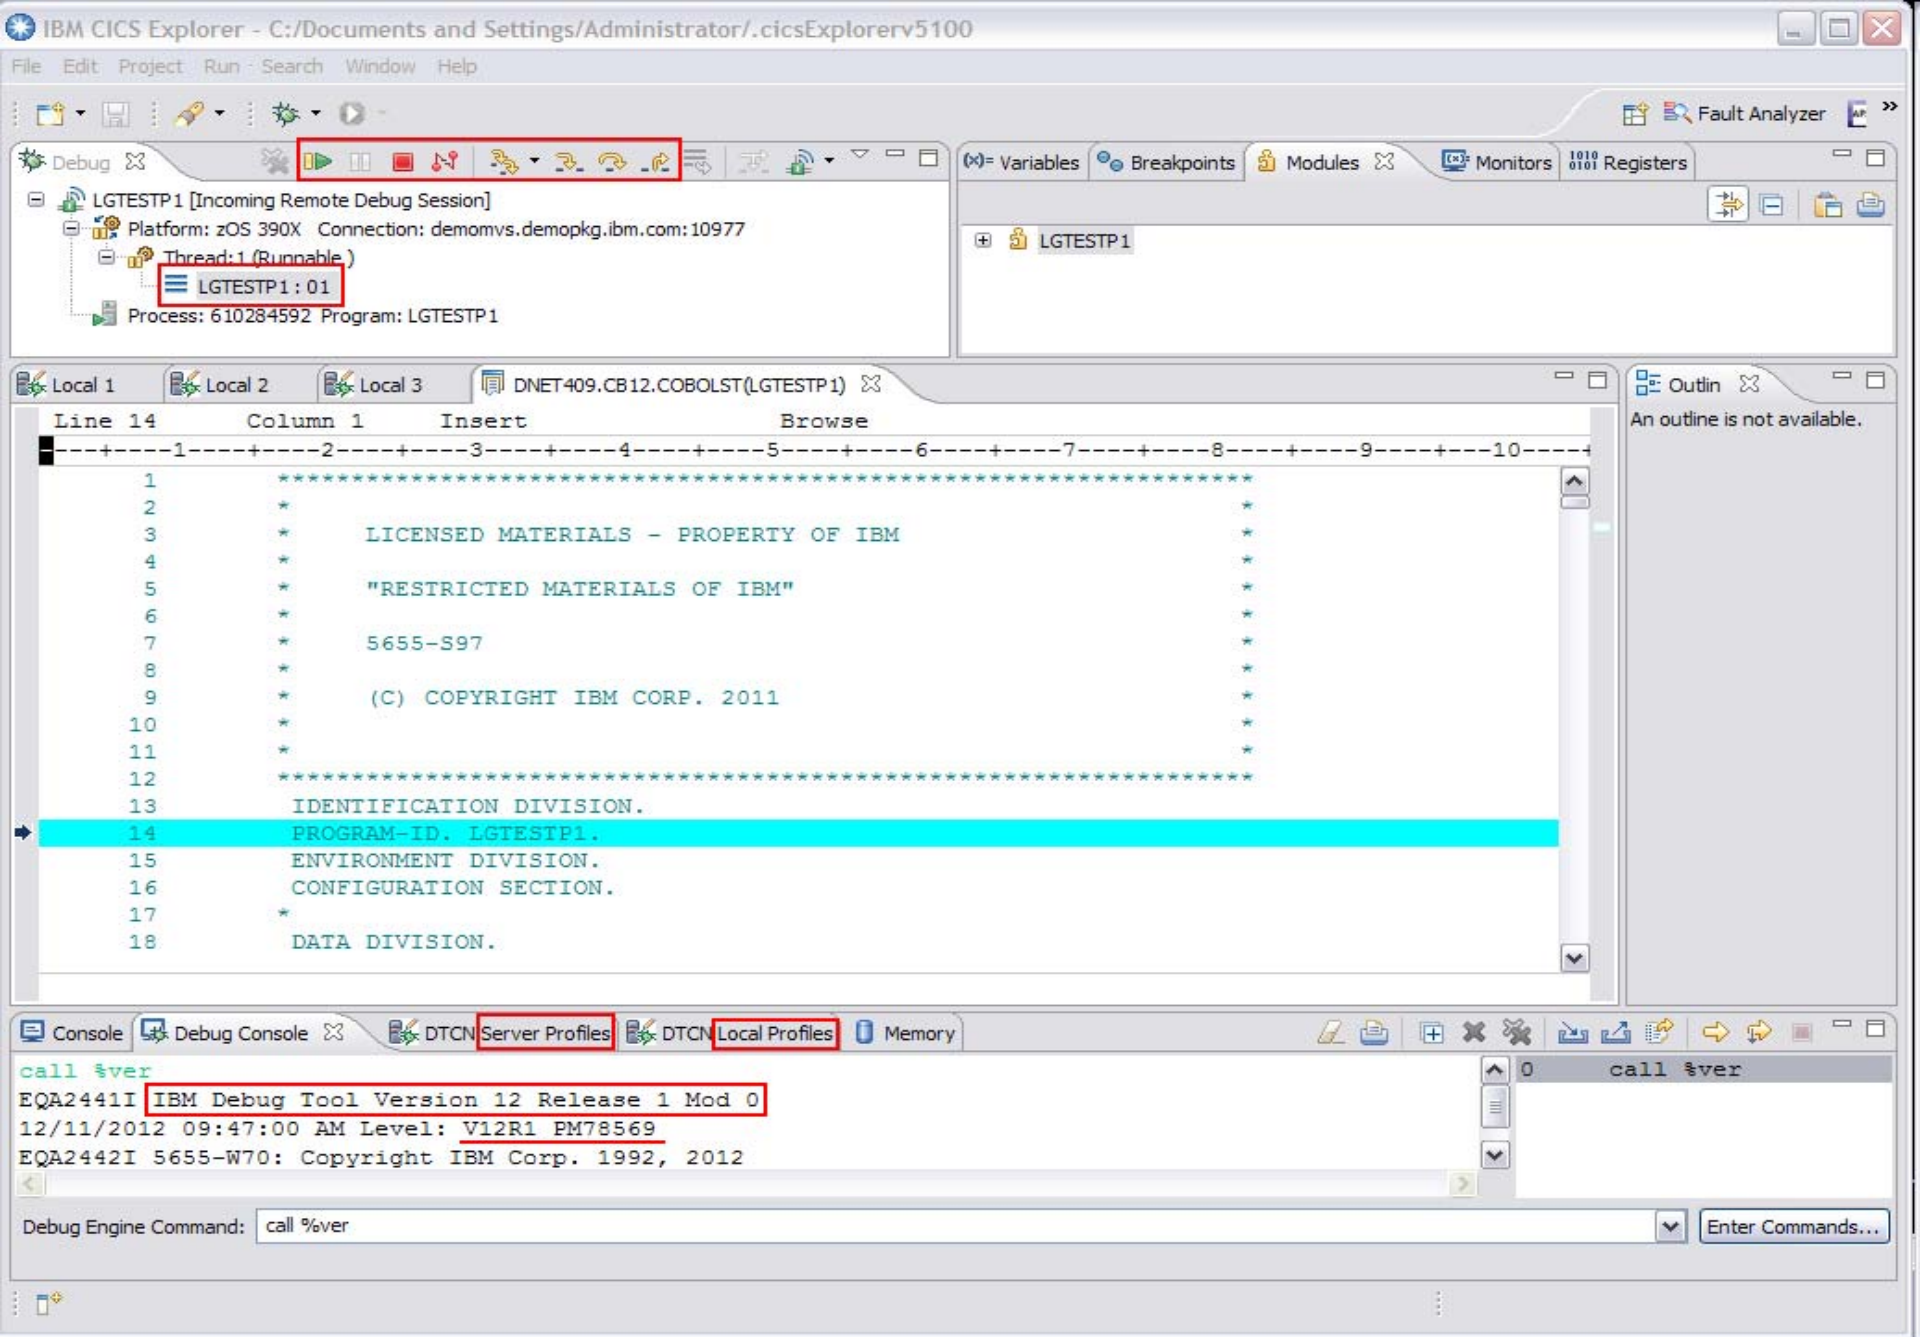 IBM CICS Explorer - C:/Documents and Settings/Administrator/.cicsExplorerv5100
File Edit Project Run Search Window Help
Fault Analyzer »
Debug
(x)= Variables Breakpoints Modules Monitors 1010 0101 Registers
LGTESTP1 [Incoming Remote Debug Session]
Platform: zOS 390X Connection: demomvs.demopkg.ibm.com:10977
Thread:1 (Runnable )
LGTESTP1 : 01
Process: 610284592 Program: LGTESTP1
LGTESTP1
Local 1 Local 2 Local 3 DNET409.CB12.COBOLST(LGTESTP1)
Outlin
An outline is not available.
Line 14 Column 1 Insert Browse
----+----1----+----2----+----3----+----4----+----5----+----6----+----7----+----8----+----9----+---10----+
1 ******************************************************************
2 * *
3 * LICENSED MATERIALS - PROPERTY OF IBM *
4 * *
5 * "RESTRICTED MATERIALS OF IBM" *
6 * *
7 * 5655-S97 *
8 * *
9 * (C) COPYRIGHT IBM CORP. 2011 *
10 * *
11 * *
12 ******************************************************************
13 IDENTIFICATION DIVISION.
14 PROGRAM-ID. LGTESTP1.
15 ENVIRONMENT DIVISION.
16 CONFIGURATION SECTION.
17 *
18 DATA DIVISION.
Console Debug Console DTCN Server Profiles DTCN Local Profiles Memory
call %ver
EQA2441I IBM Debug Tool Version 12 Release 1 Mod 0
12/11/2012 09:47:00 AM Level: V12R1 PM78569
EQA2442I 5655-W70: Copyright IBM Corp. 1992, 2012
0 call %ver
Debug Engine Command: call %ver Enter Commands...